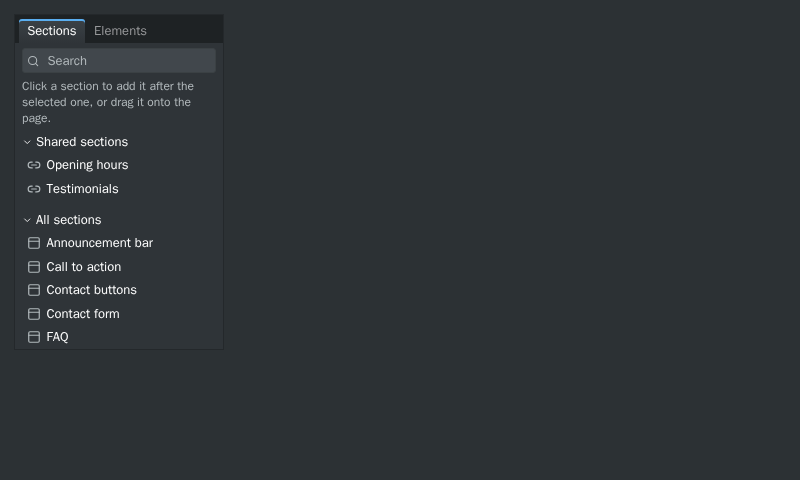 Sections Elements
Search
Click a section to add it after the
selected one, or drag it onto the
page.
Shared sections
Opening hours
Testimonials
All sections
Announcement bar
Call to action
Contact buttons
Contact form
FAQ